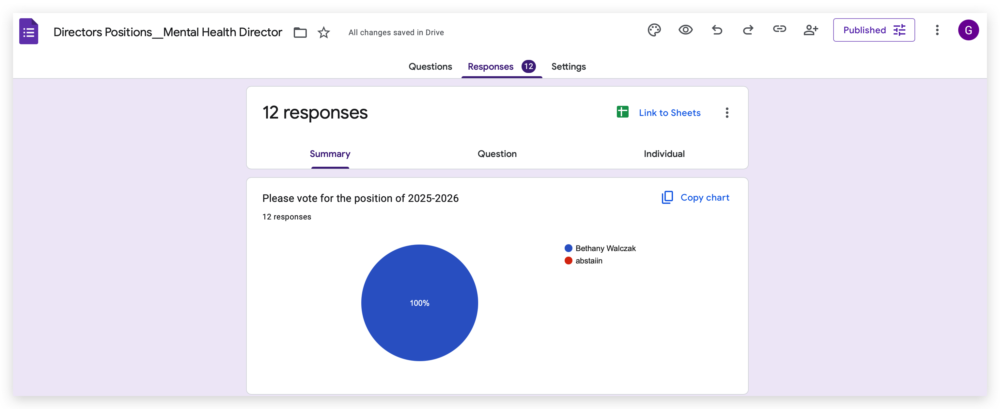 Directors Positions__Mental Health Director
All changes saved in Drive
Published
G
Questions
Responses 12
Settings
12 responses
Link to Sheets
Summary
Question
Individual
Please vote for the position of 2025-2026
Copy chart
12 responses
Bethany Walczak
abstaiin
100%